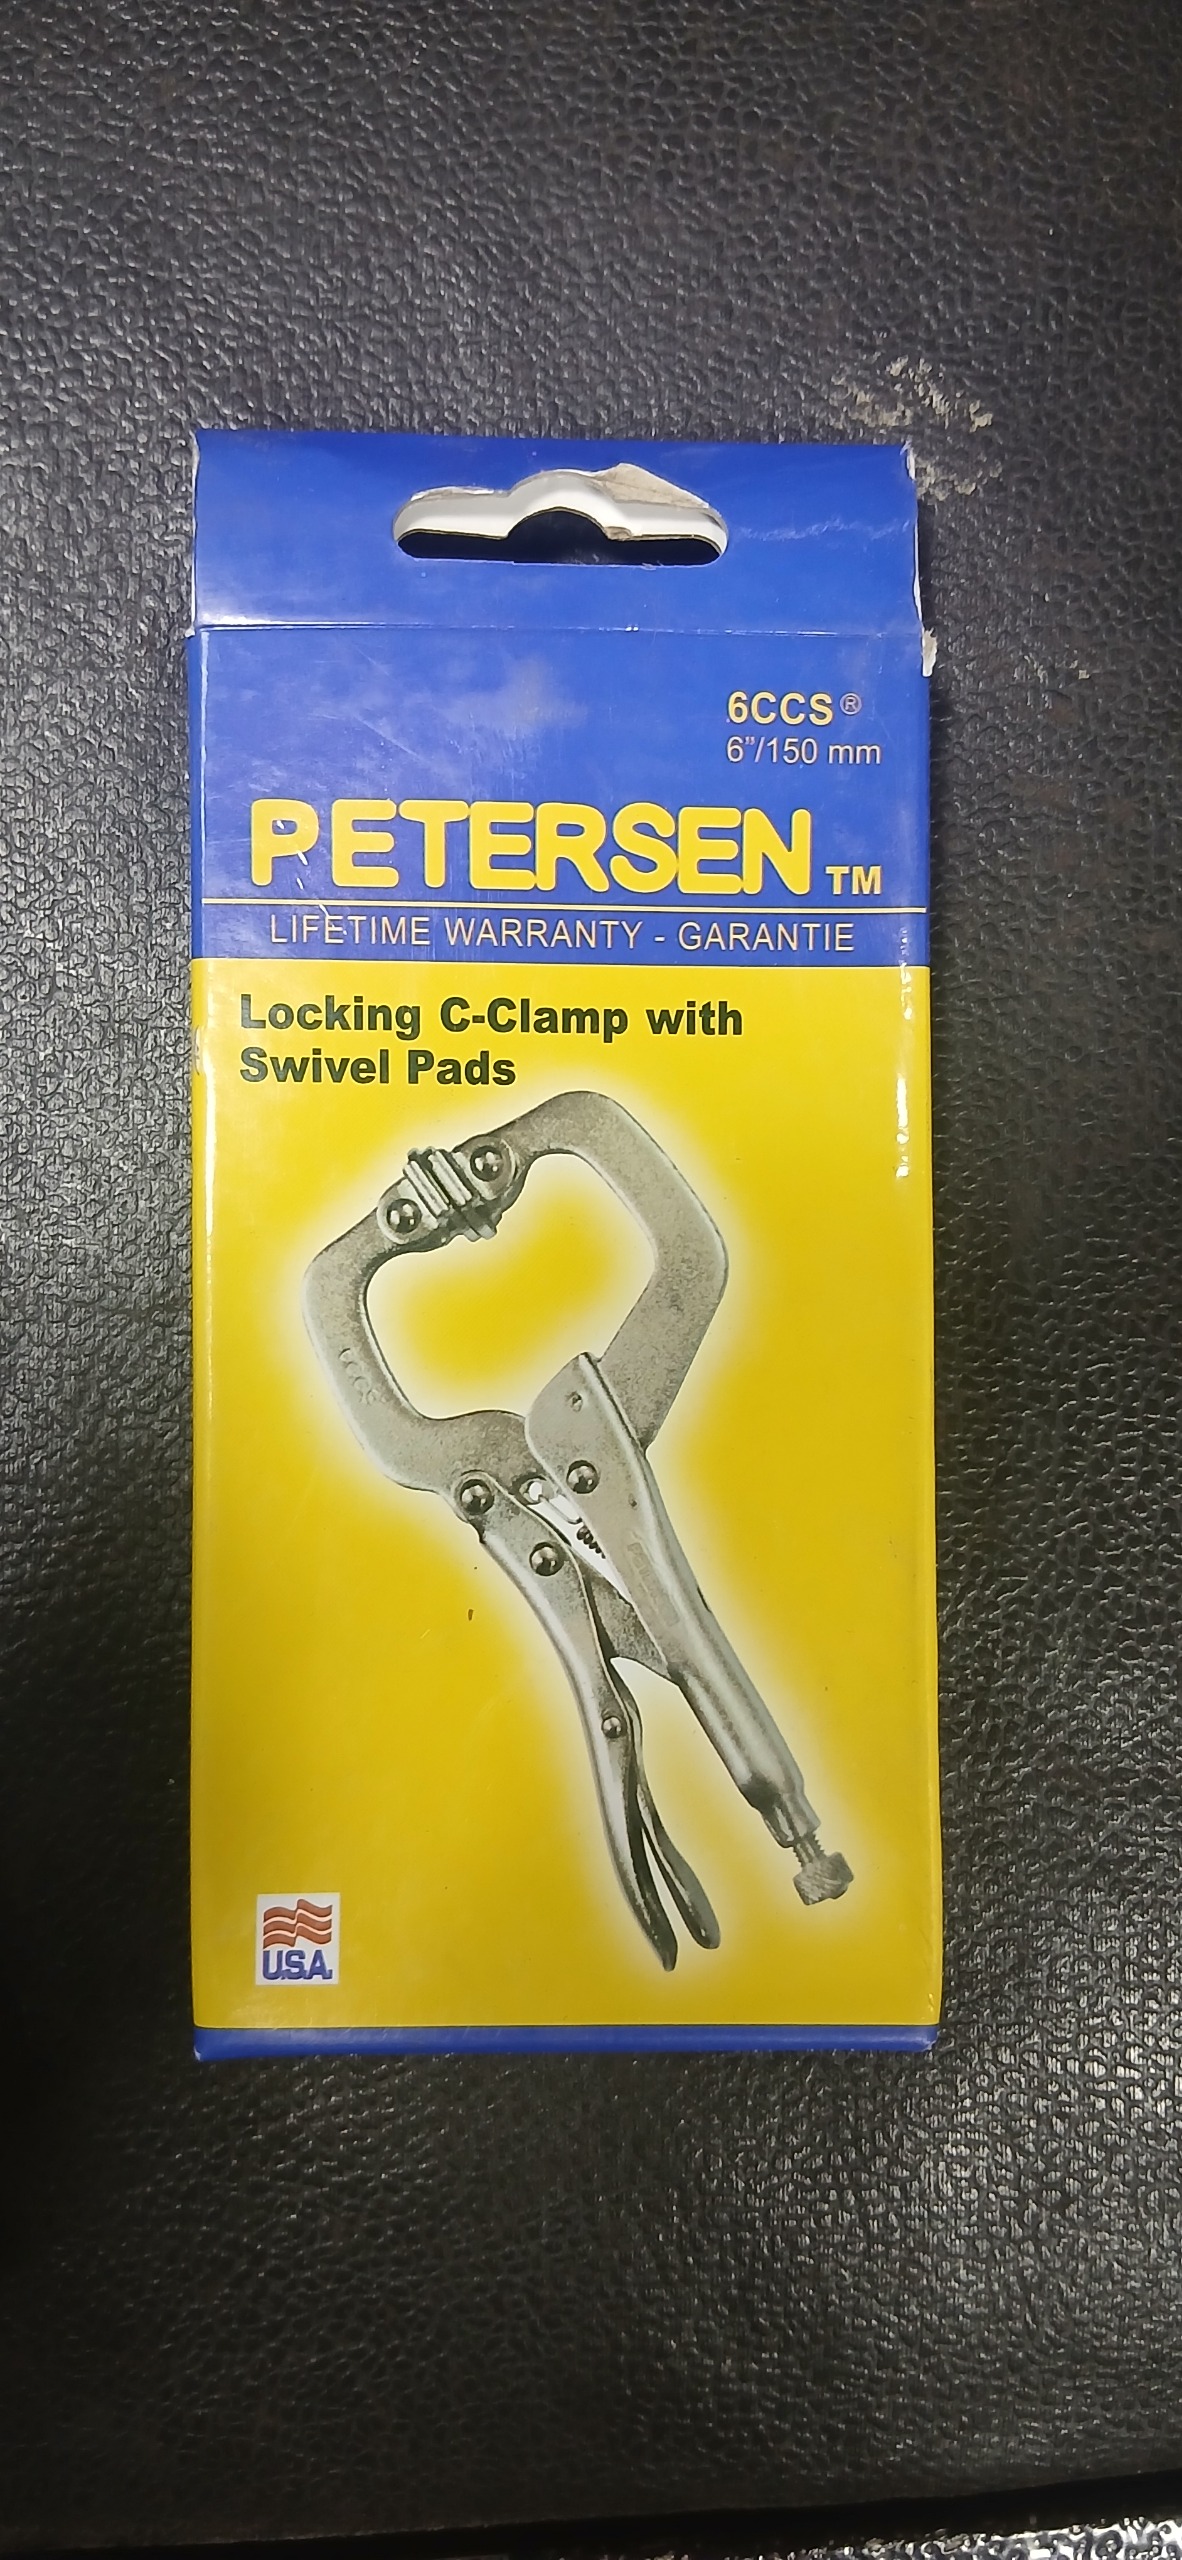 6CCS®
6"/150 mm
PETERSEN TM
LIFETIME WARRANTY - GARANTIE
Locking C-Clamp with
Swivel Pads
U.S.A.